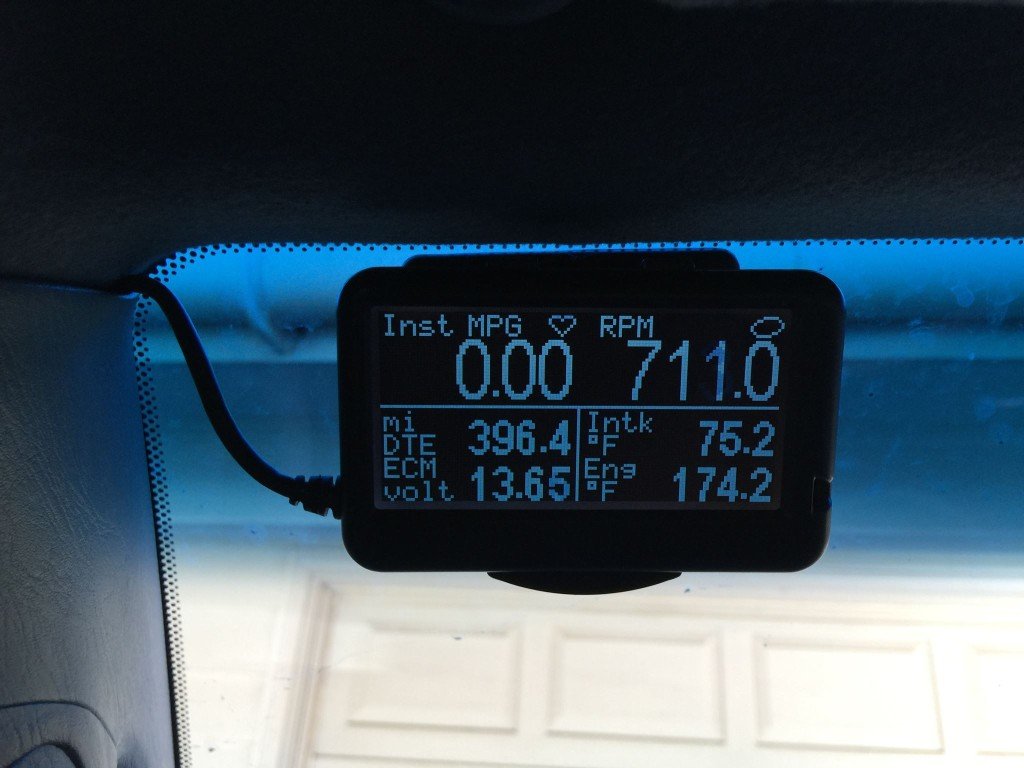 Inst MPG RPM
0.00 711.0
mi
DTE 396.4
ECM
volt 13.65
Intk
°F 75.2
Eng
°F 174.2